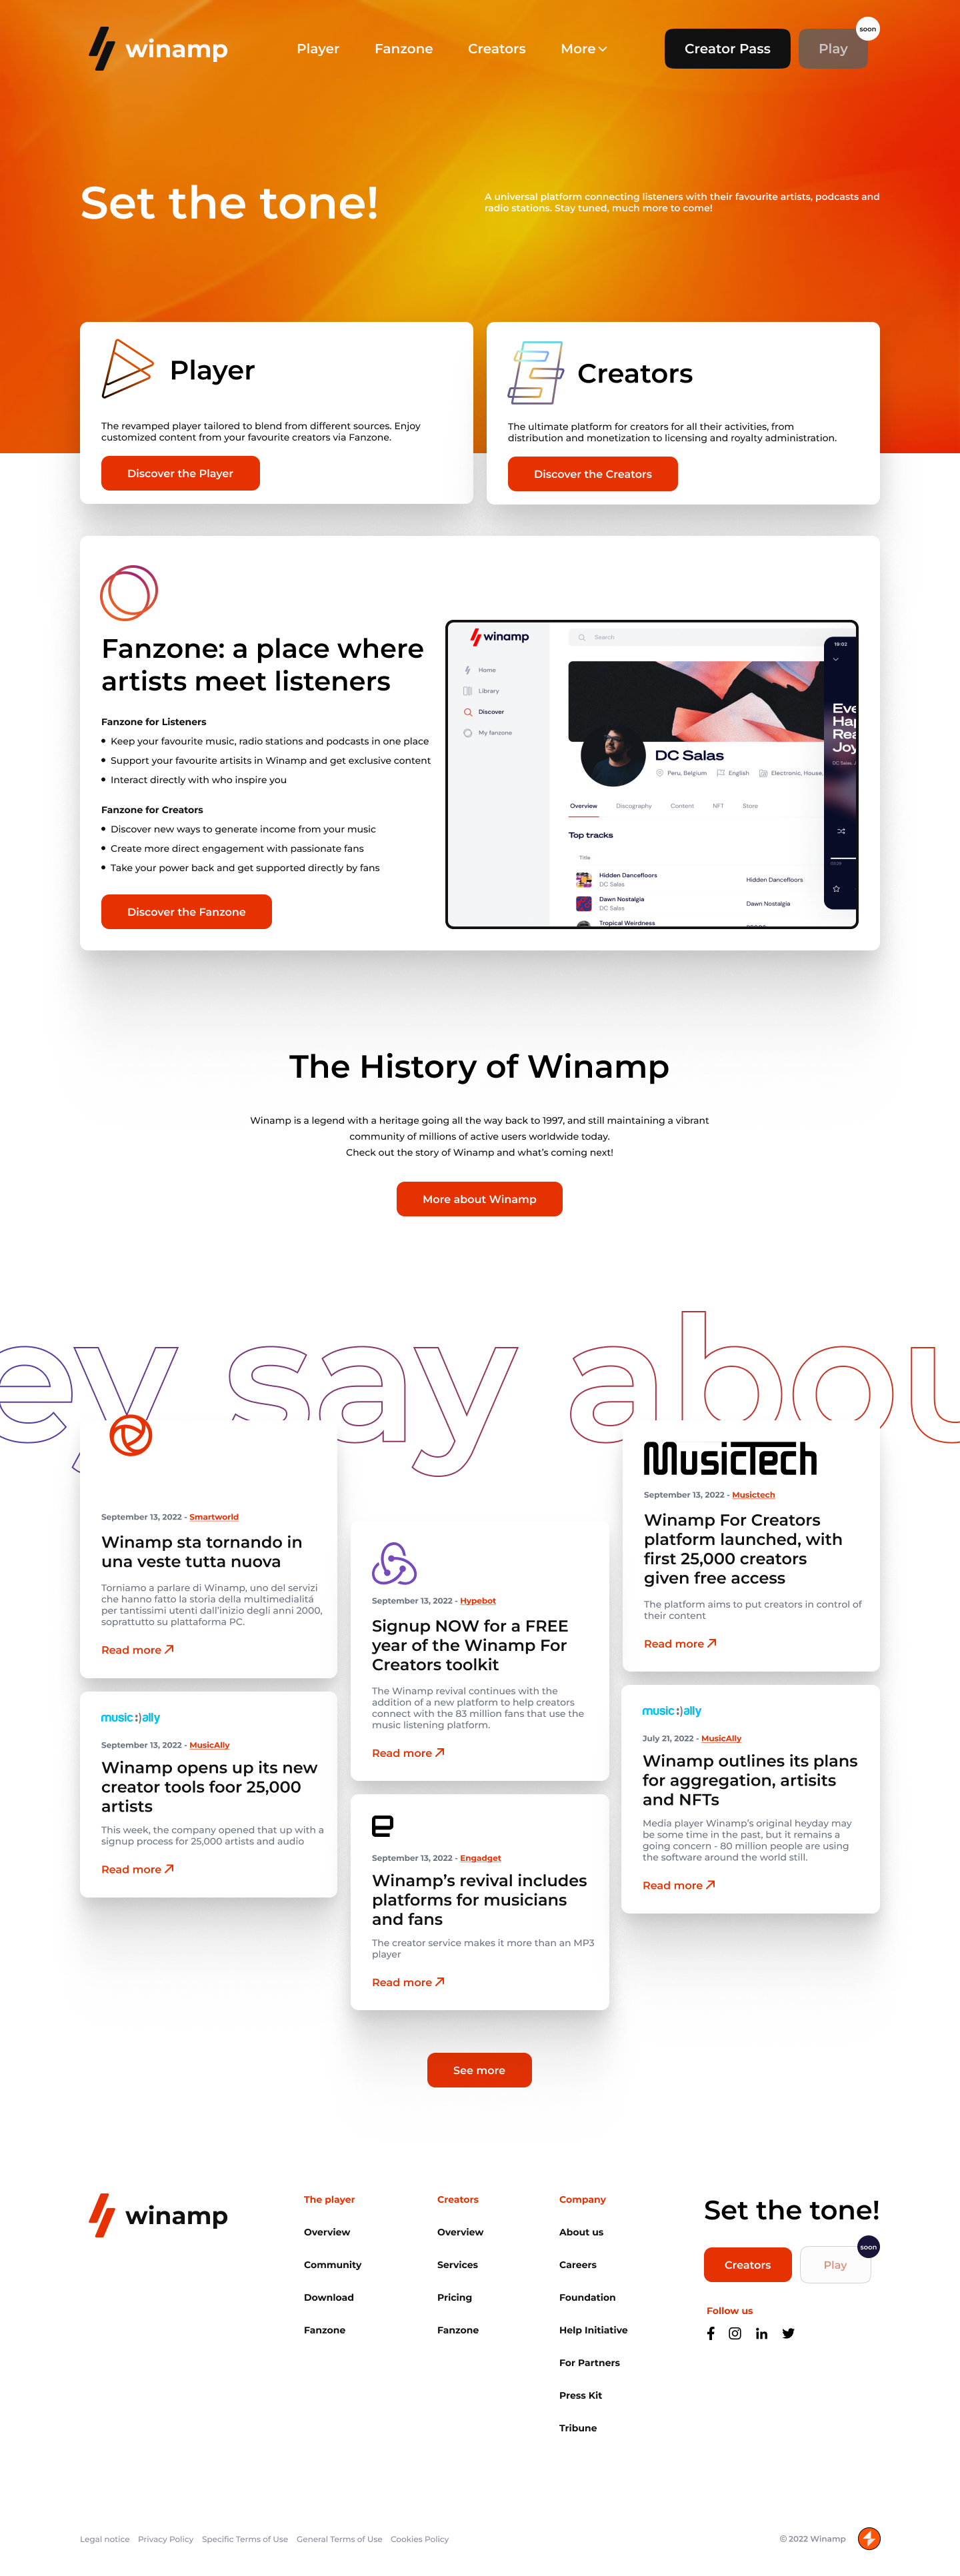 winamp
Player
Fanzone
Creators
More
Creator Pass
Play
soon
Set the tone!
A universal platform connecting listeners with their favourite artists, podcasts and
radio stations. Stay tuned, much more to come!
Player
The revamped player tailored to blend from different sources. Enjoy
customized content from your favourite creators via Fanzone.
Discover the Player
Creators
The ultimate platform for creators for all their activities, from
distribution and monetization to licensing and royalty administration.
Discover the Creators
Fanzone: a place where
artists meet listeners
Fanzone for Listeners
Keep your favourite music, radio stations and podcasts in one place
Support your favourite artisits in Winamp and get exclusive content
Interact directly with who inspire you
Fanzone for Creators
Discover new ways to generate income from your music
Create more direct engagement with passionate fans
Take your power back and get supported directly by fans
Discover the Fanzone
winamp
Home
Library
Discover
My fanzone
Search
DC Salas
Peru, Belgium
English
Electronic, House,
Overview
Discography
Content
NFT
Store
Top tracks
Title
Hidden Dancefloors
DC Salas
Hidden Dancefloors
Dawn Nostalgia
DC Salas
Dawn Nostalgia
Tropical Weirdness
19:02
Eve
Hap
Rea
Joy
DC Salas, J
The History of Winamp
Winamp is a legend with a heritage going all the way back to 1997, and still maintaining a vibrant
community of millions of active users worldwide today.
Check out the story of Winamp and what's coming next!
More about Winamp
ey say abou
September 13, 2022 - Smartworld
Winamp sta tornando in
una veste tutta nuova
Torniamo a parlare di Winamp, uno del servizi
che hanno fatto la storia della multimedialitá
per tantissimi utenti dall'inizio degli anni 2000,
soprattutto su plattaforma PC.
Read more
music:)ally
September 13, 2022 - MusicAlly
Winamp opens up its new
creator tools foor 25,000
artists
This week, the company opened that up with a
signup process for 25,000 artists and audio
Read more
September 13, 2022 - Hypebot
Signup NOW for a FREE
year of the Winamp For
Creators toolkit
The Winamp revival continues with the
addition of a new platform to help creators
connect with the 83 million fans that use the
music listening platform.
Read more
e
September 13, 2022 - Engadget
Winamp's revival includes
platforms for musicians
and fans
The creator service makes it more than an MP3
player
Read more
MusicTech
September 13, 2022 - Musictech
Winamp For Creators
platform launched, with
first 25,000 creators
given free access
The platform aims to put creators in control of
their content
Read more
music:)ally
July 21, 2022 - MusicAlly
Winamp outlines its plans
for aggregation, artisits
and NFTs
Media player Winamp's original heyday may
be some time in the past, but it remains a
going concern - 80 million people are using
the software around the world still.
Read more
See more
winamp
The player
Overview
Community
Download
Fanzone
Creators
Overview
Services
Pricing
Fanzone
Company
About us
Careers
Foundation
Help Initiative
For Partners
Press Kit
Tribune
Set the tone!
Creators
Play
soon
Follow us
Legal notice
Privacy Policy
Specific Terms of Use
General Terms of Use
Cookies Policy
© 2022 Winamp